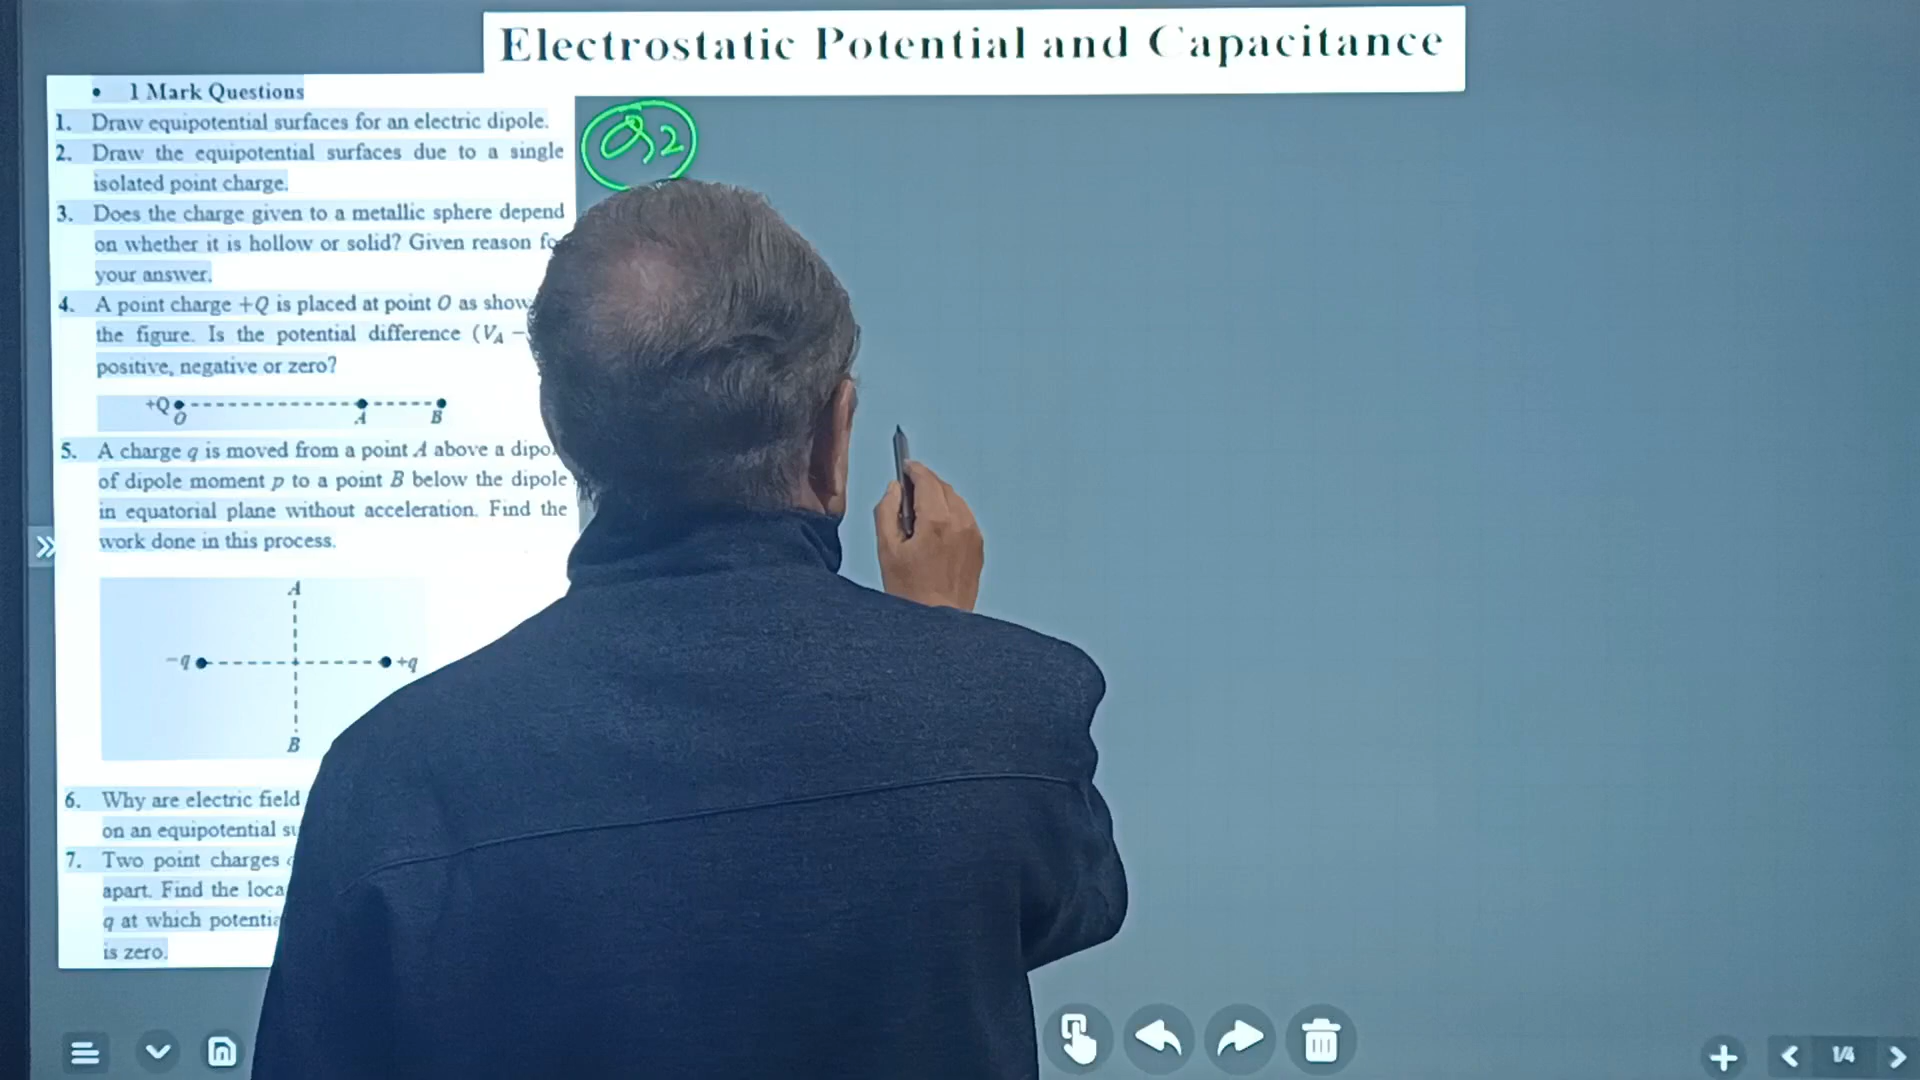 Electrostatic Potential and Capacitance
• 1 Mark Questions
1. Draw equipotential surfaces for an electric dipole.
2. Draw the equipotential surfaces due to a single
isolated point charge.
3. Does the charge given to a metallic sphere depend
on whether it is hollow or solid? Given reason
your answer.
4. A point charge +Q is placed at point O as
the figure. Is the potential difference (V_A −
positive, negative or zero?
+Q O A B
5. A charge q is moved from a point A above a
of dipole moment p to a point B below the dipole
in equatorial plane without acceleration. Find the
work done in this process.
A
−q +q
B
6. Why are electric field
on an equipotential
7. Two point charges
apart. Find the
q at which
is zero.
Q2
1/4